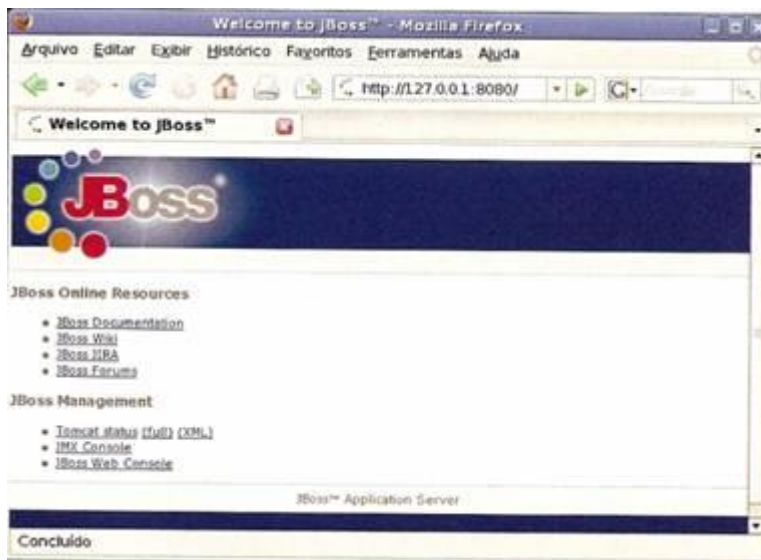 Welcome to JBoss™ - Mozilla Firefox
Arquivo Editar Exibir Histórico Favoritos Ferramentas Ajuda
http://127.0.0.1:8080/
G
Welcome to JBoss™
JBoss
JBoss Online Resources
JBoss Documentation
JBoss Wiki
JBoss JIRA
JBoss Forums
JBoss Management
Tomcat status (full) (XML)
JMX Console
JBoss Web Console
JBoss™ Application Server
Concluído